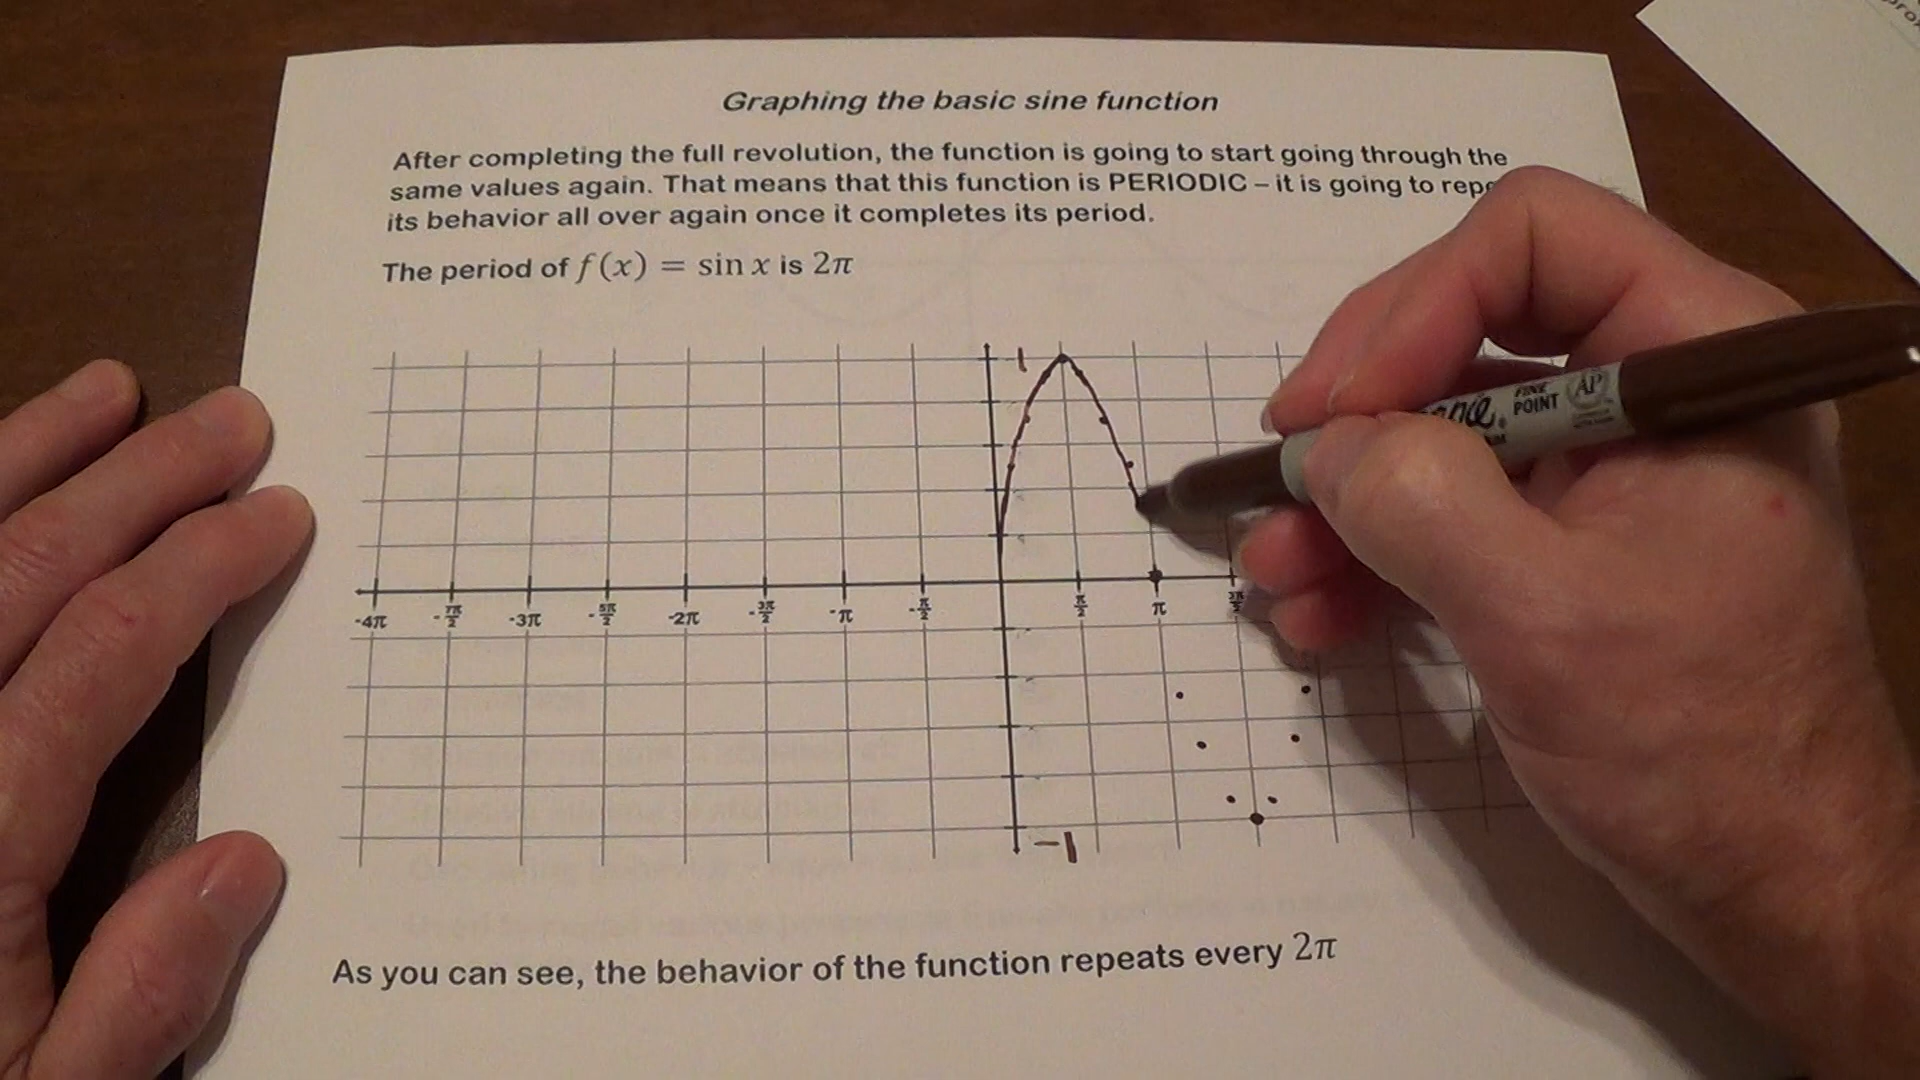 Graphing the basic sine function
After completing the full revolution, the function is going to start going through the
same values again. That means that this function is PERIODIC – it is going to
its behavior all over again once it completes its period.
The period of f(x) = sin x is 2π
1
FINE POINT AP
-4π -7π/2 -3π -5π/2 -2π -3π/2 -π -π/2 π/2 π 3π/2
-1
As you can see, the behavior of the function repeats every 2π